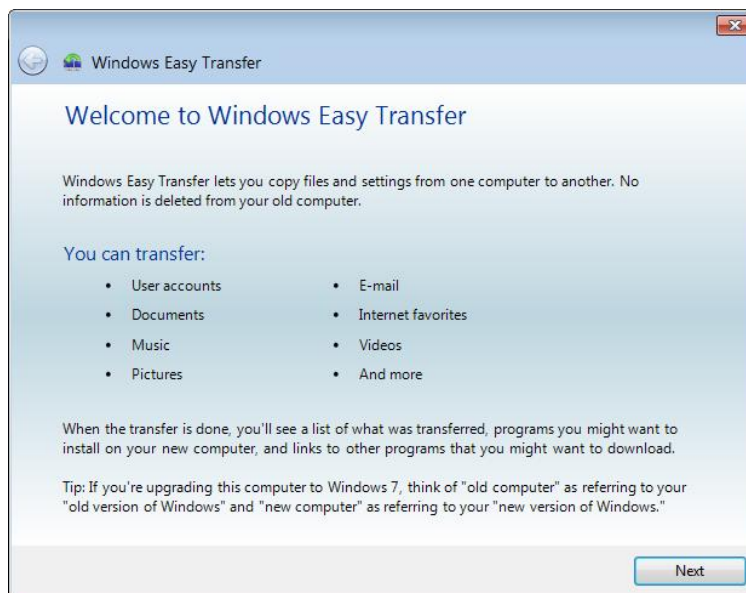 Windows Easy Transfer
Welcome to Windows Easy Transfer
Windows Easy Transfer lets you copy files and settings from one computer to another. No
information is deleted from your old computer.
You can transfer:
• User accounts
• Documents
• Music
• Pictures
• E-mail
• Internet favorites
• Videos
• And more
When the transfer is done, you'll see a list of what was transferred, programs you might want to
install on your new computer, and links to other programs that you might want to download.
Tip: If you're upgrading this computer to Windows 7, think of "old computer" as referring to your
"old version of Windows" and "new computer" as referring to your "new version of Windows."
Next